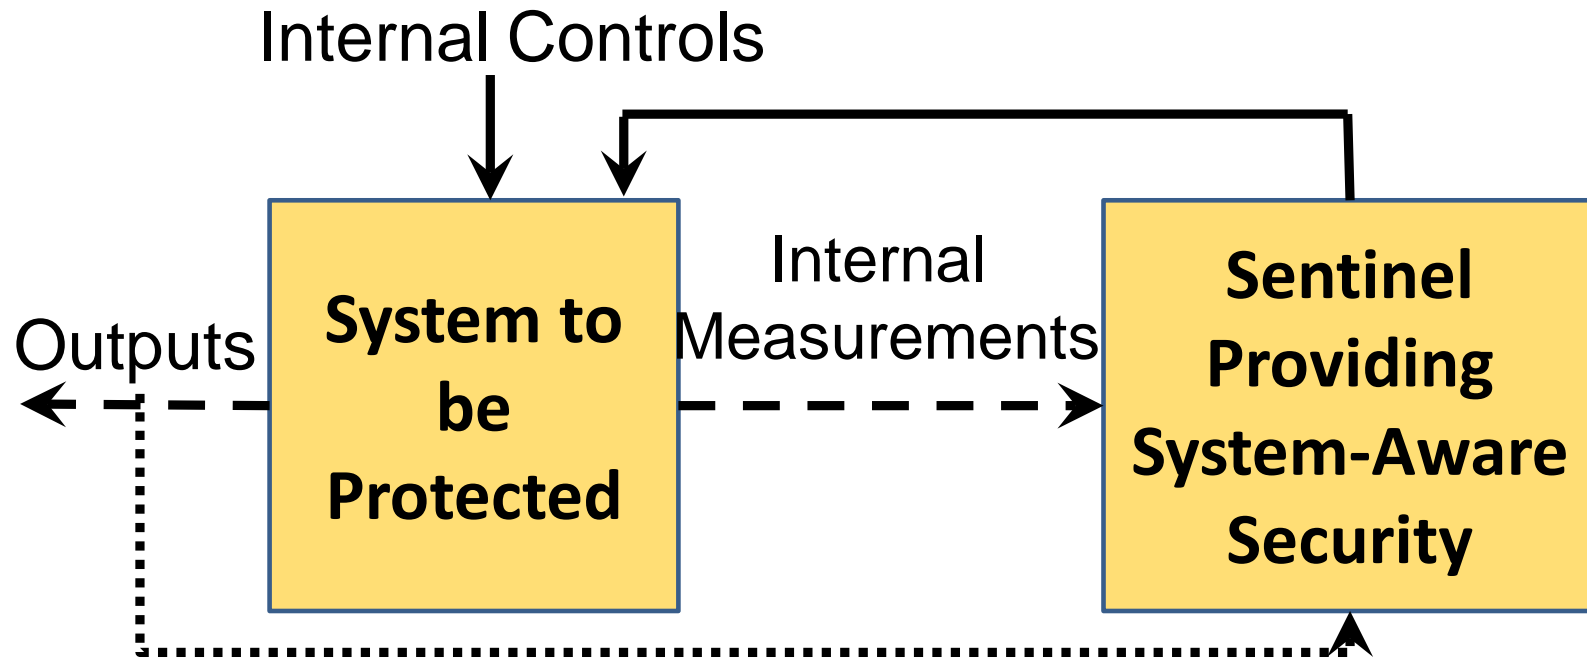 Internal Controls
System to
be
Protected
Outputs
Internal
Measurements
Sentinel
Providing
System-Aware
Security